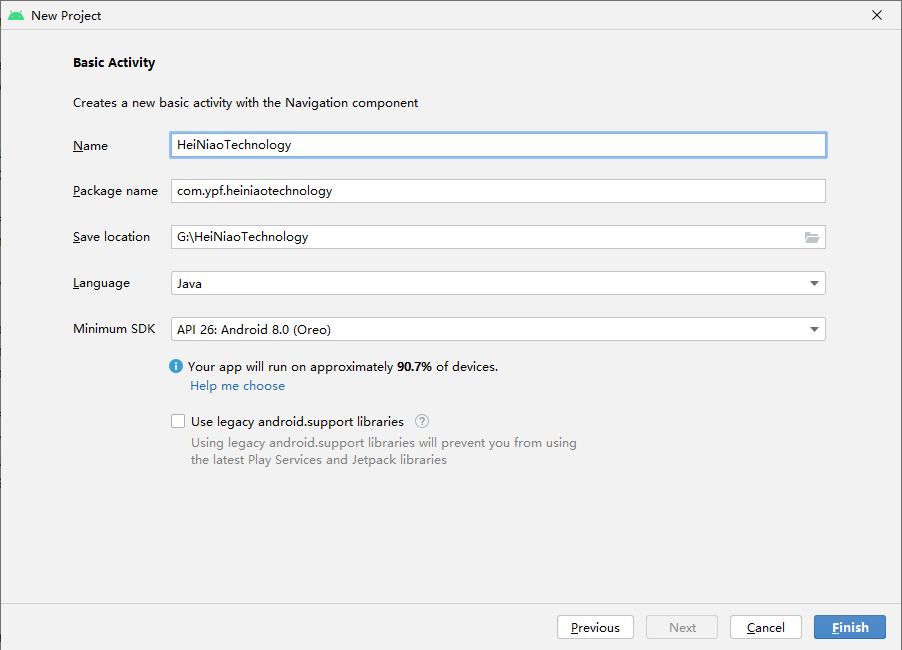 New Project
Basic Activity
Creates a new basic activity with the Navigation component
Name HeiNiaoTechnology
Package name com.ypf.heiniaotechnology
Save location G:\HeiNiaoTechnology
Language Java
Minimum SDK API 26: Android 8.0 (Oreo)
Your app will run on approximately 90.7% of devices.
Help me choose
Use legacy android.support libraries ?
Using legacy android.support libraries will prevent you from using
the latest Play Services and Jetpack libraries
Previous Next Cancel Finish